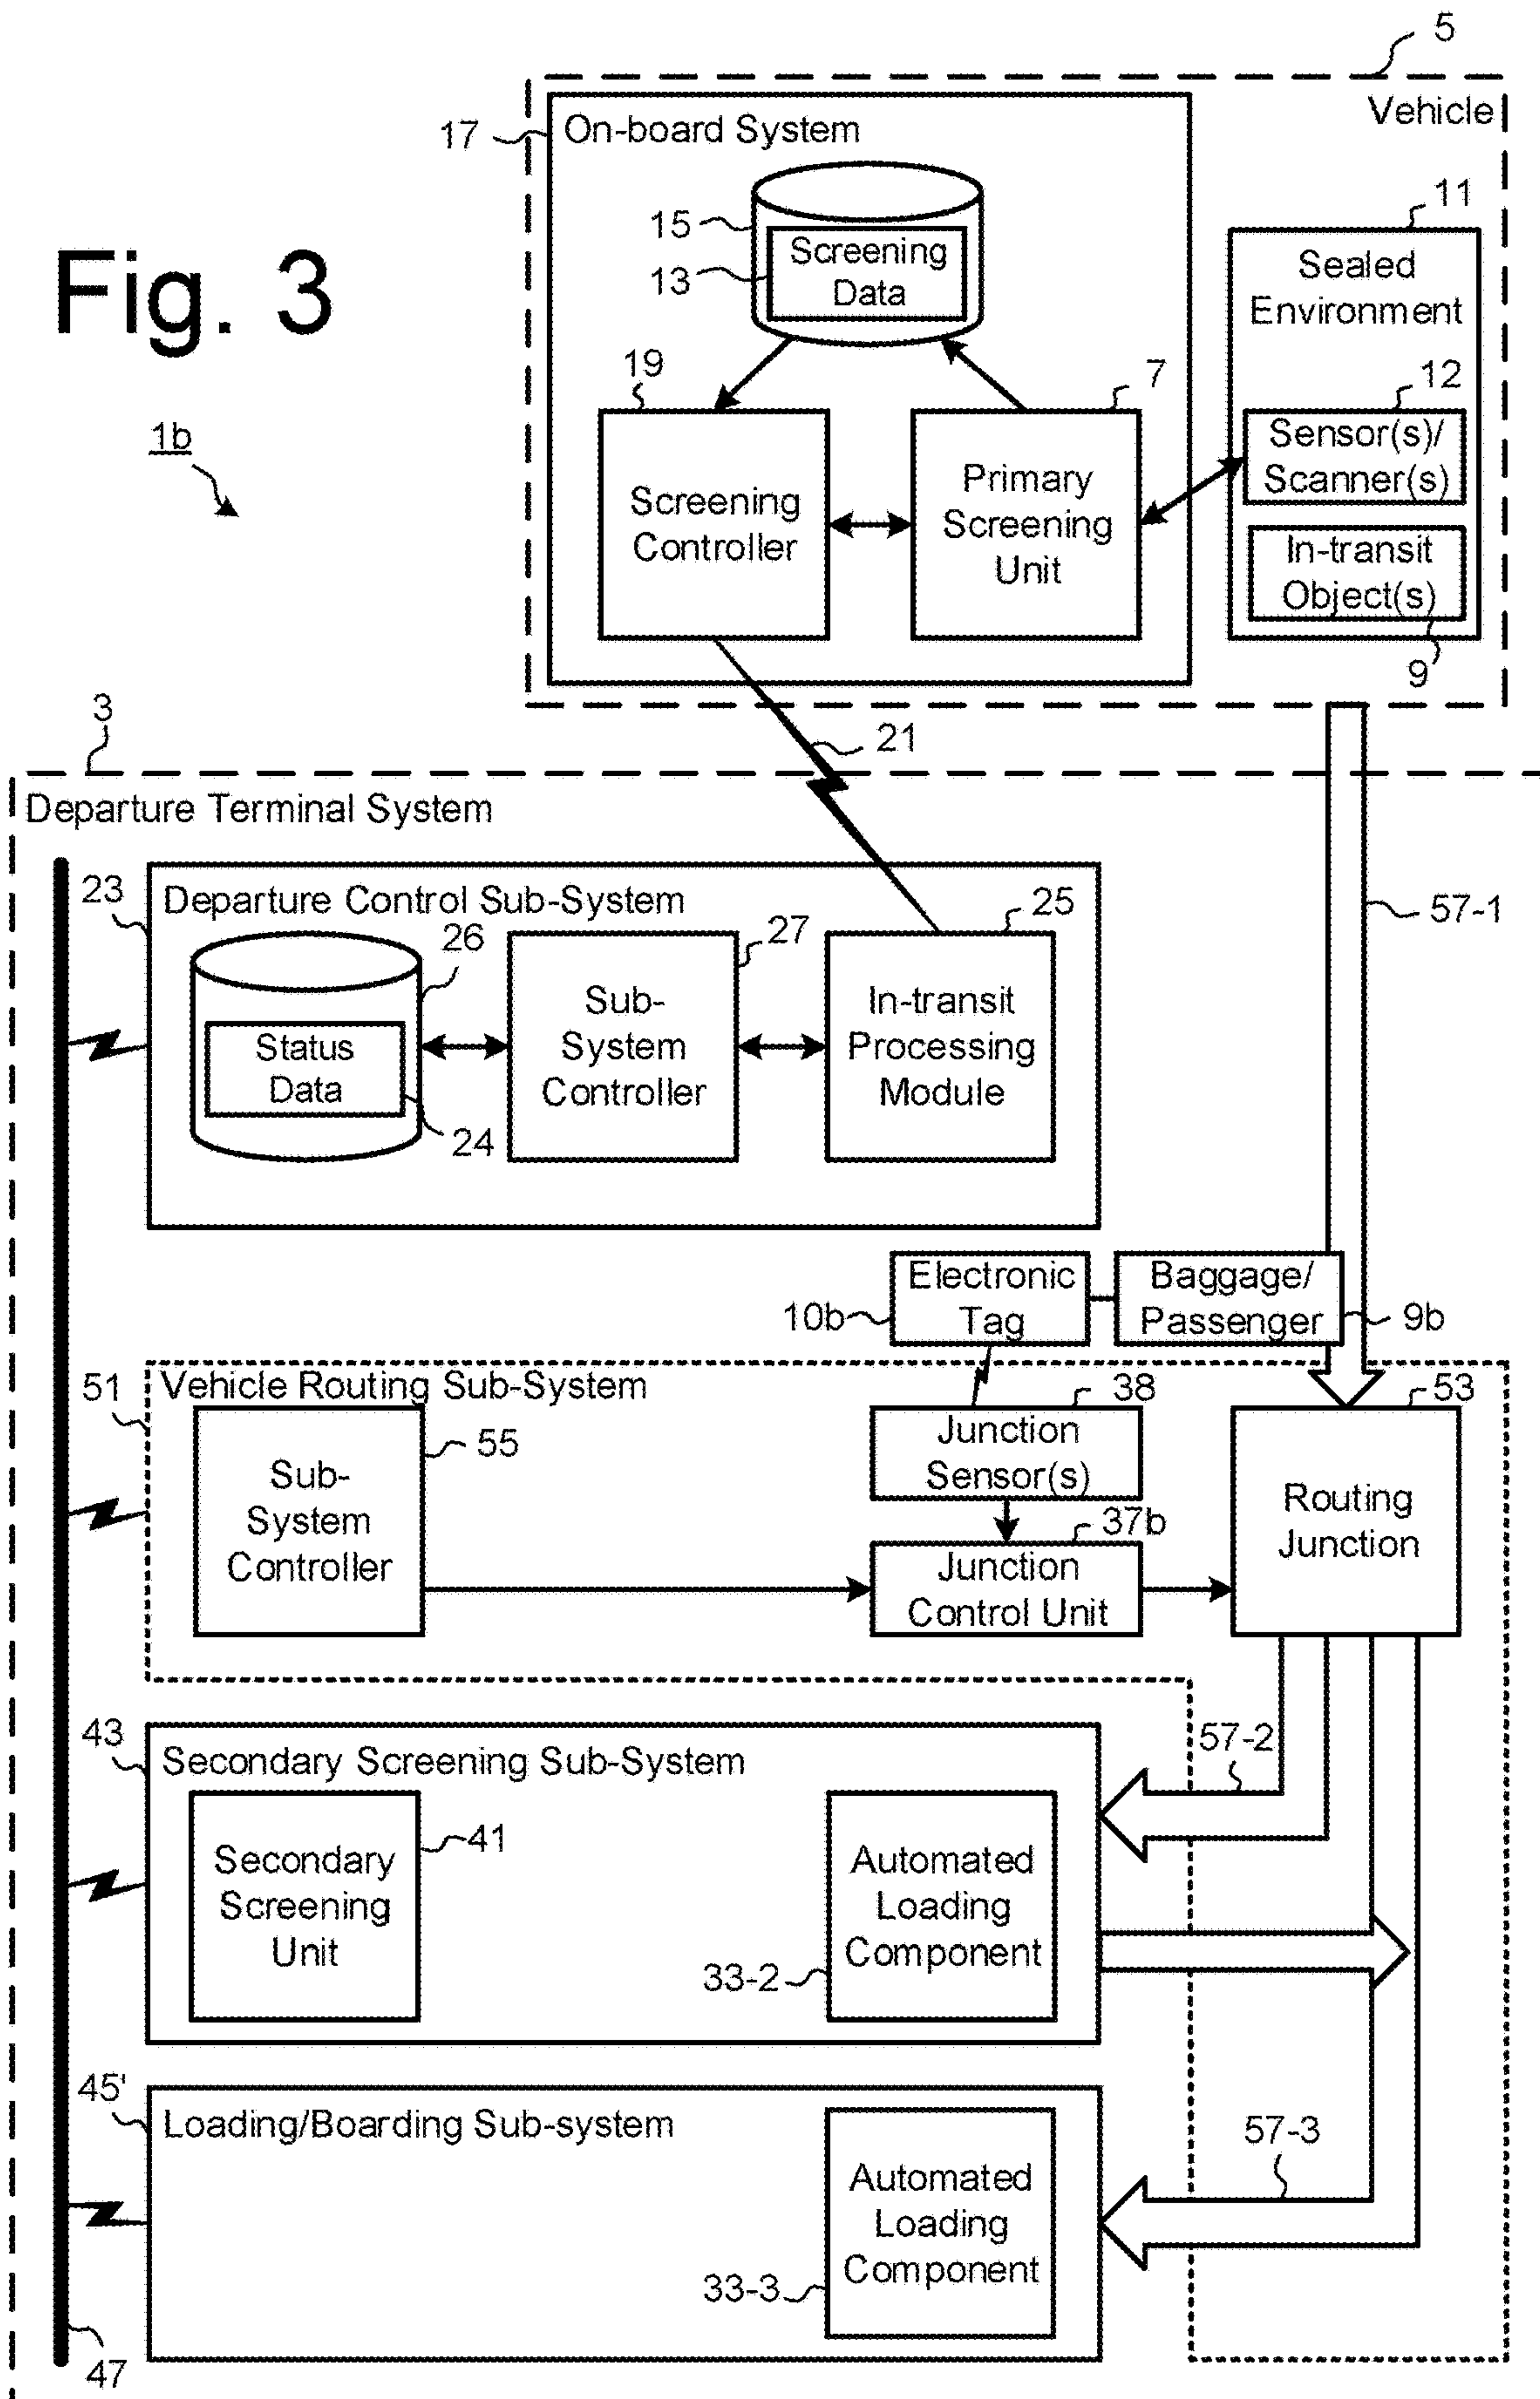 5
Vehicle
17
On-board System
11
Sealed
Environment
15
Screening
Data
13
Fig. 3
19
7
12
1b
Sensor(s)/
Scanner(s)
Screening
Controller
Primary
Screening
Unit
In-transit
Object(s)
9
3
21
Departure Terminal System
23
Departure Control Sub-System
25
57-1
26
27
Status
Data
Sub-
System
Controller
In-transit
Processing
Module
24
Electronic
Tag
Baggage/
Passenger
10b
9b
51
Vehicle Routing Sub-System
38
53
55
Junction
Sensor(s)
Sub-
System
Controller
Routing
Junction
37b
Junction
Control Unit
43
Secondary Screening Sub-System
57-2
41
Secondary
Screening
Unit
Automated
Loading
Component
33-2
45'
Loading/Boarding Sub-system
57-3
Automated
Loading
Component
33-3
47